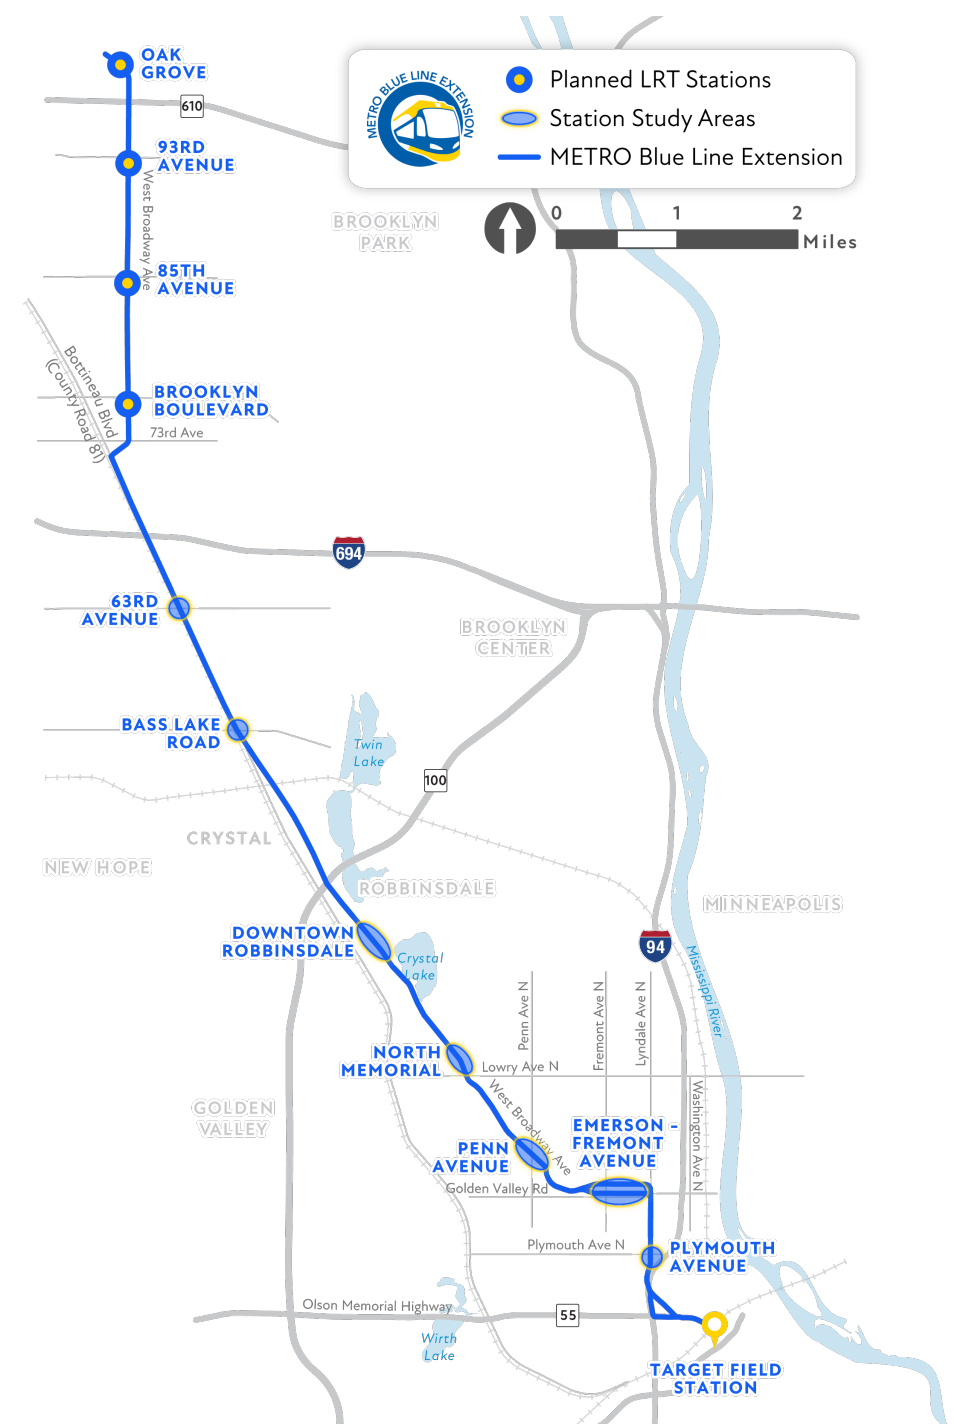 OAK
GROVE
METRO BLUE LINE EXTENSION
Planned LRT Stations
Station Study Areas
METRO Blue Line Extension
610
93RD
AVENUE
West Broadway Ave
BROOKLYN
PARK
0 1 2
Miles
85TH
AVENUE
Bottineau Blvd
(County Road 81)
BROOKLYN
BOULEVARD
73rd Ave
694
63RD
AVENUE
BROOKLYN
CENTER
BASS LAKE
ROAD
Twin
Lake
100
CRYSTAL
NEW HOPE
ROBBINSDALE
MINNEAPOLIS
DOWNTOWN
ROBBINSDALE
Crystal
Lake
94
Mississippi River
Penn Ave N
Fremont Ave N
Lyndale Ave N
NORTH
MEMORIAL
Lowry Ave N
West Broadway Ave
Washington Ave N
GOLDEN
VALLEY
EMERSON –
FREMONT
AVENUE
PENN
AVENUE
Golden Valley Rd
Plymouth Ave N
PLYMOUTH
AVENUE
Olson Memorial Highway
55
Wirth
Lake
TARGET FIELD
STATION